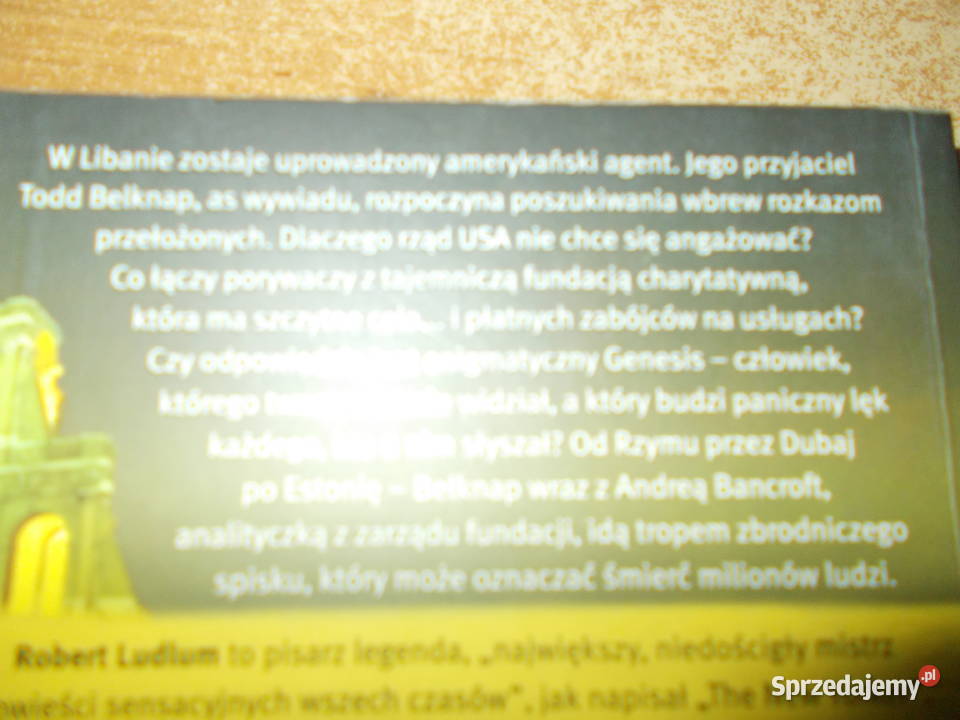 W Libanie zostaje uprowadzony amerykański agent. Jego przyjaciel
Todd Belknap, as wywiadu, rozpoczyna poszukiwania wbrew rozkazom
przełożonych. Dlaczego rząd USA nie chce się angażować?
Co łączy porywaczy z tajemniczą fundacją charytatywną,
która ma szczytne cele... i płatnych zabójców na usługach?
Czy enigmatyczny Genesis – człowiek,
którego widział, a który budzi paniczny lęk
każdego, słyszał? Od Rzymu przez Dubaj
po Estonię – Belknap wraz z Andreą Bancroft,
analityczką z zarządu fundacji, idą tropem zbrodniczego
spisku, który może oznaczać śmierć milionów ludzi.
Robert Ludlum to pisarz legenda, „największy, niedościgły mistrz
owieści sensacyjnych wszech czasów”, jak napisał „The New
Sprzedajemy.pl